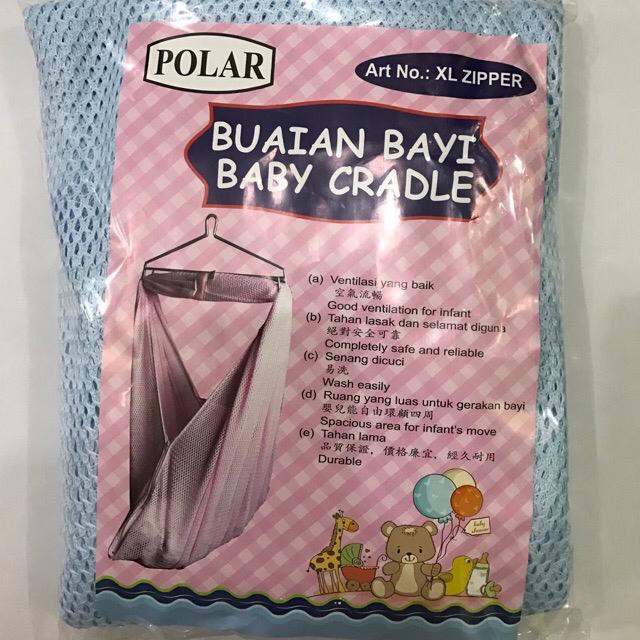 POLAR
Art No.: XL ZIPPER
BUAIAN BAYI
BABY CRADLE
(a) Ventilasi yang baik
空氣流暢
Good ventilation for infant
(b) Tahan lasak dan selamat diguna
絕對安全可靠
Completely safe and reliable
(c) Senang dicuci
易洗
Wash easily
(d) Ruang yang luas untuk gerakan bayi
嬰兒能自由環顧四周
Spacious area for infant's move
(e) Tahan lama
品質保證，價格廉宜，經久耐用
Durable
baby
shower